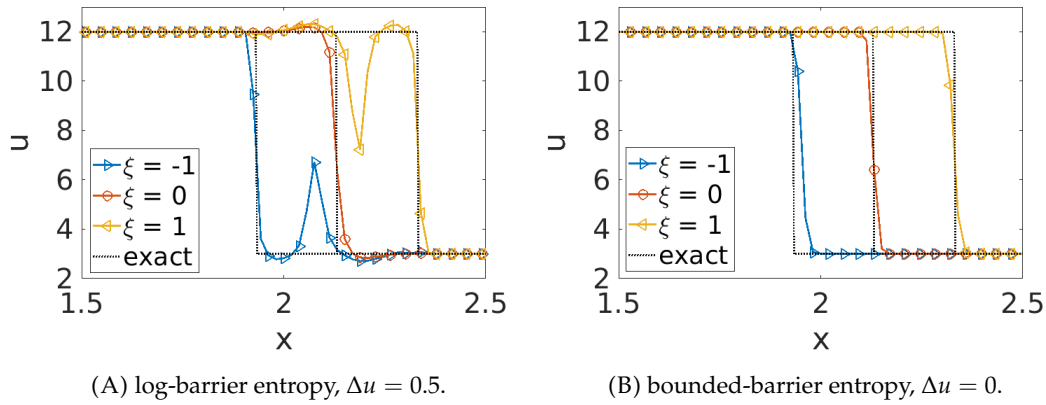 12
10
8
6
4
2
u
ξ = -1
ξ = 0
ξ = 1
exact
1.5
2
2.5
x
(A) log-barrier entropy, Δu = 0.5.
12
10
8
6
4
2
u
ξ = -1
ξ = 0
ξ = 1
exact
1.5
2
2.5
x
(B) bounded-barrier entropy, Δu = 0.